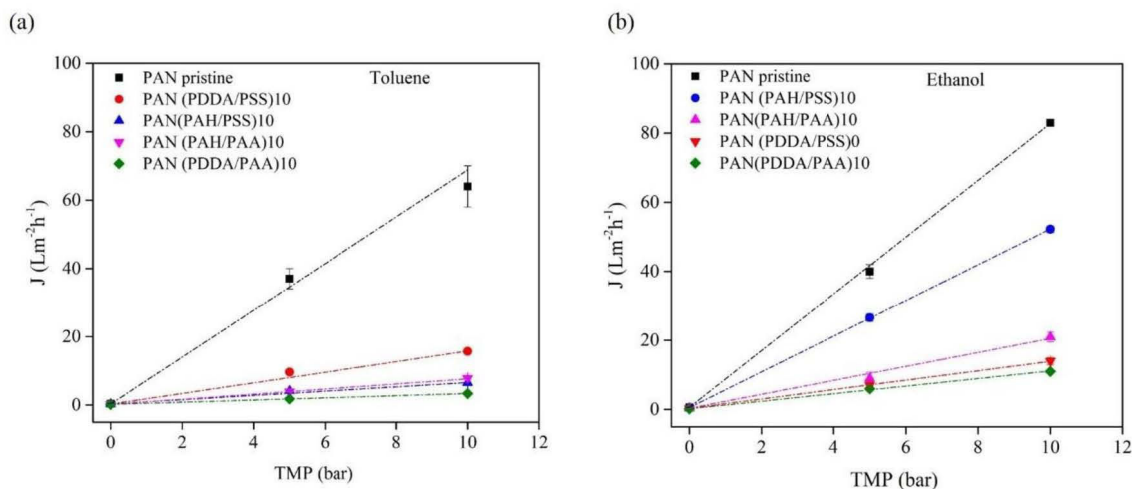 (a)
100
80
60
40
20
0
J (Lm⁻²h⁻¹)
PAN pristine
PAN (PDDA/PSS)10
PAN(PAH/PSS)10
PAN (PAH/PAA)10
PAN (PDDA/PAA)10
Toluene
0 2 4 6 8 10 12
TMP (bar)
(b)
100
80
60
40
20
0
J (Lm⁻²h⁻¹)
PAN pristine
PAN (PAH/PSS)10
PAN(PAH/PAA)10
PAN (PDDA/PSS)0
PAN(PDDA/PAA)10
Ethanol
0 2 4 6 8 10 12
TMP (bar)